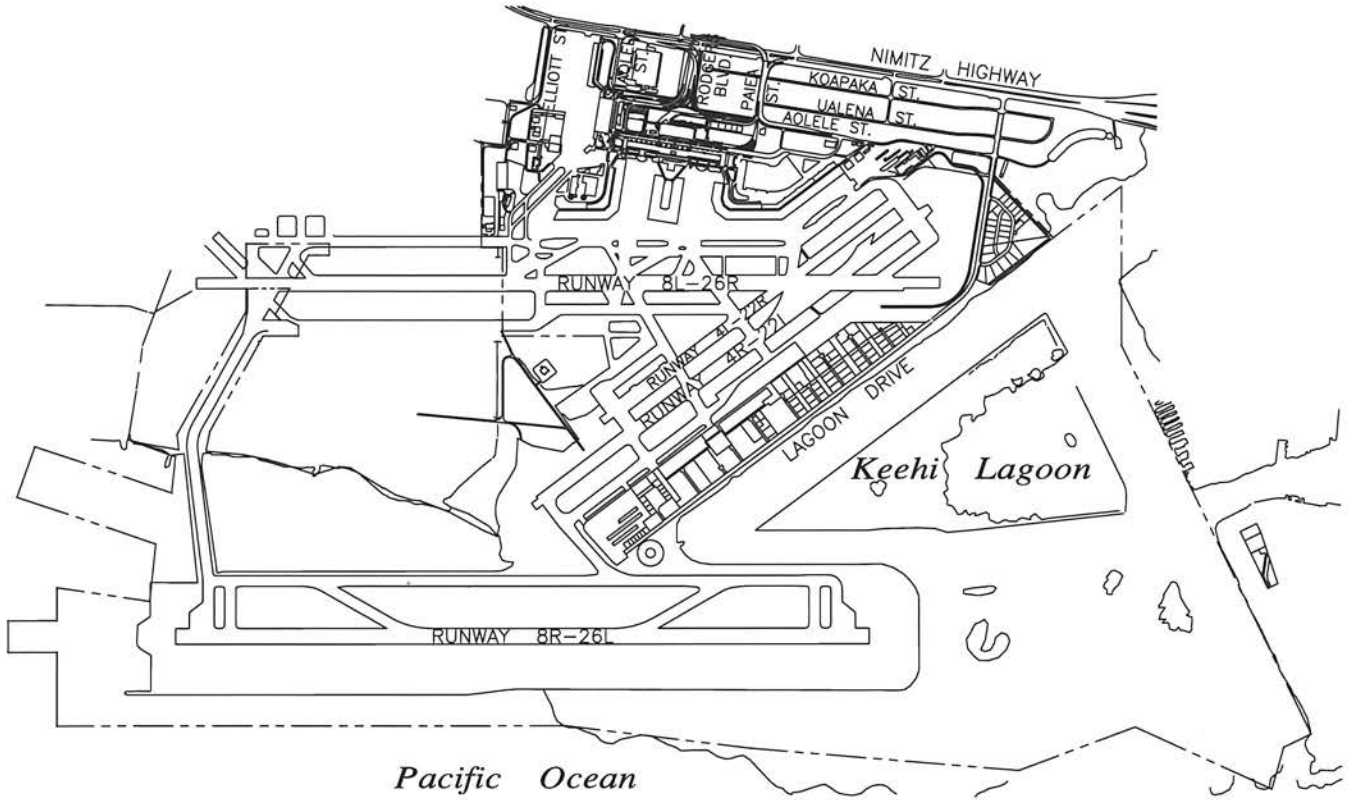 NIMITZ HIGHWAY
ELLIOTT ST.
ST.
RODGERS
BLVD.
PAIEA
ST.
KOAPAKA ST.
UALENA ST.
AOLELE ST.
RUNWAY 8L-26R
RUNWAY 4L-22R
RUNWAY 4R-22L
LAGOON DRIVE
Keehi Lagoon
RUNWAY 8R-26L
Pacific Ocean